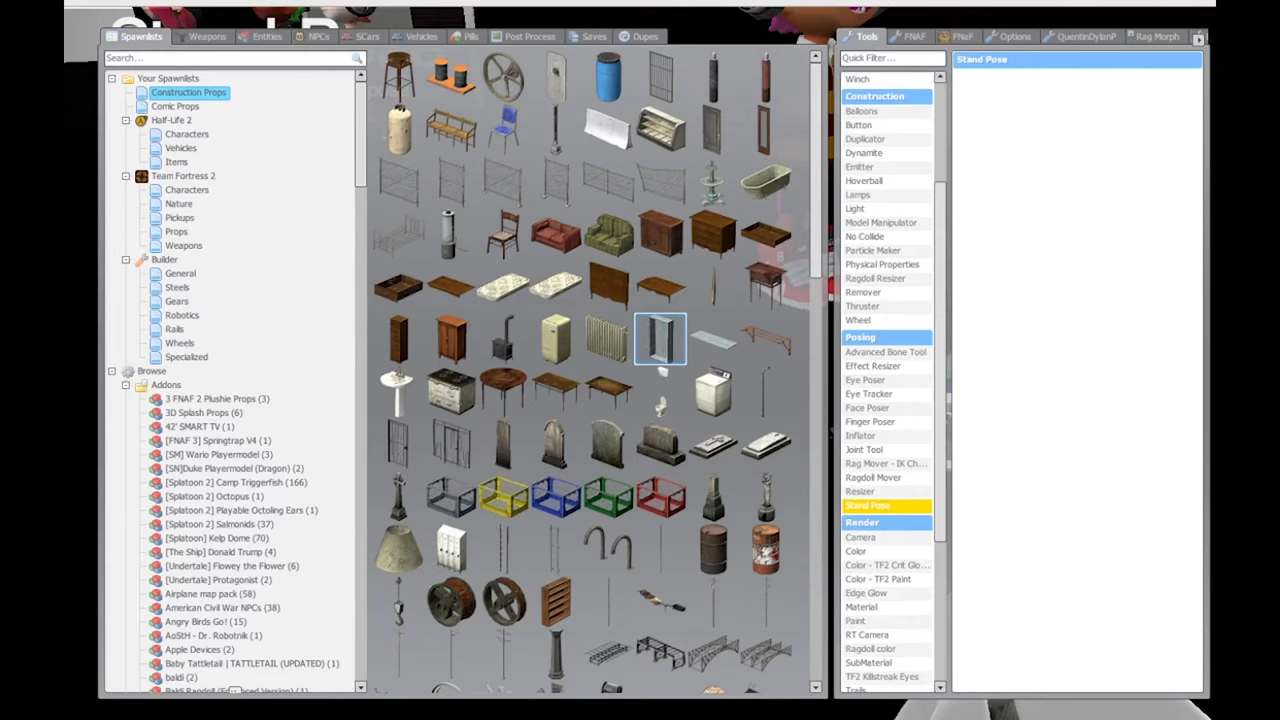 Spawnlists Weapons Entities NPCs SCars Vehicles Pills Post Process Saves Dupes
Search...
Your Spawnlists
Construction Props
Comic Props
Half-Life 2
Characters
Vehicles
Items
Team Fortress 2
Characters
Nature
Pickups
Props
Weapons
Builder
General
Steels
Gears
Robotics
Rails
Wheels
Specialized
Browse
Addons
3 FNAF 2 Plushie Props (3)
3D Splash Props (6)
42' SMART TV (1)
[FNAF 3] Springtrap V4 (1)
[SM] Wario Playermodel (3)
[SN]Duke Playermodel (Dragon) (2)
[Splatoon 2] Camp Triggerfish (166)
[Splatoon 2] Octopus (1)
[Splatoon 2] Playable Octoling Ears (1)
[Splatoon 2] Salmonids (37)
[Splatoon] Kelp Dome (70)
[The Ship] Donald Trump (4)
[Undertale] Flowey the Flower (6)
[Undertale] Protagonist (2)
Airplane map pack (58)
American Civil War NPCs (38)
Angry Birds Go! (15)
AoStH - Dr. Robotnik (1)
Apple Devices (2)
Baby Tattletail | TATTLETAIL (UPDATED) (1)
baldi (2)
Tools FNAF FNaF Options QuentinDylanP Rag Morph
Quick Filter...
Winch
Construction
Balloons
Button
Duplicator
Dynamite
Emitter
Hoverball
Lamps
Light
Model Manipulator
No Collide
Particle Maker
Physical Properties
Ragdoll Resizer
Remover
Thruster
Wheel
Posing
Advanced Bone Tool
Effect Resizer
Eye Poser
Eye Tracker
Face Poser
Finger Poser
Inflator
Joint Tool
Rag Mover - IK Ch...
Ragdoll Mover
Resizer
Stand Pose
Render
Camera
Color
Color - TF2 Crit Glo...
Color - TF2 Paint
Edge Glow
Material
Paint
RT Camera
Ragdoll color
SubMaterial
TF2 Killstreak Eyes
Trails
Stand Pose